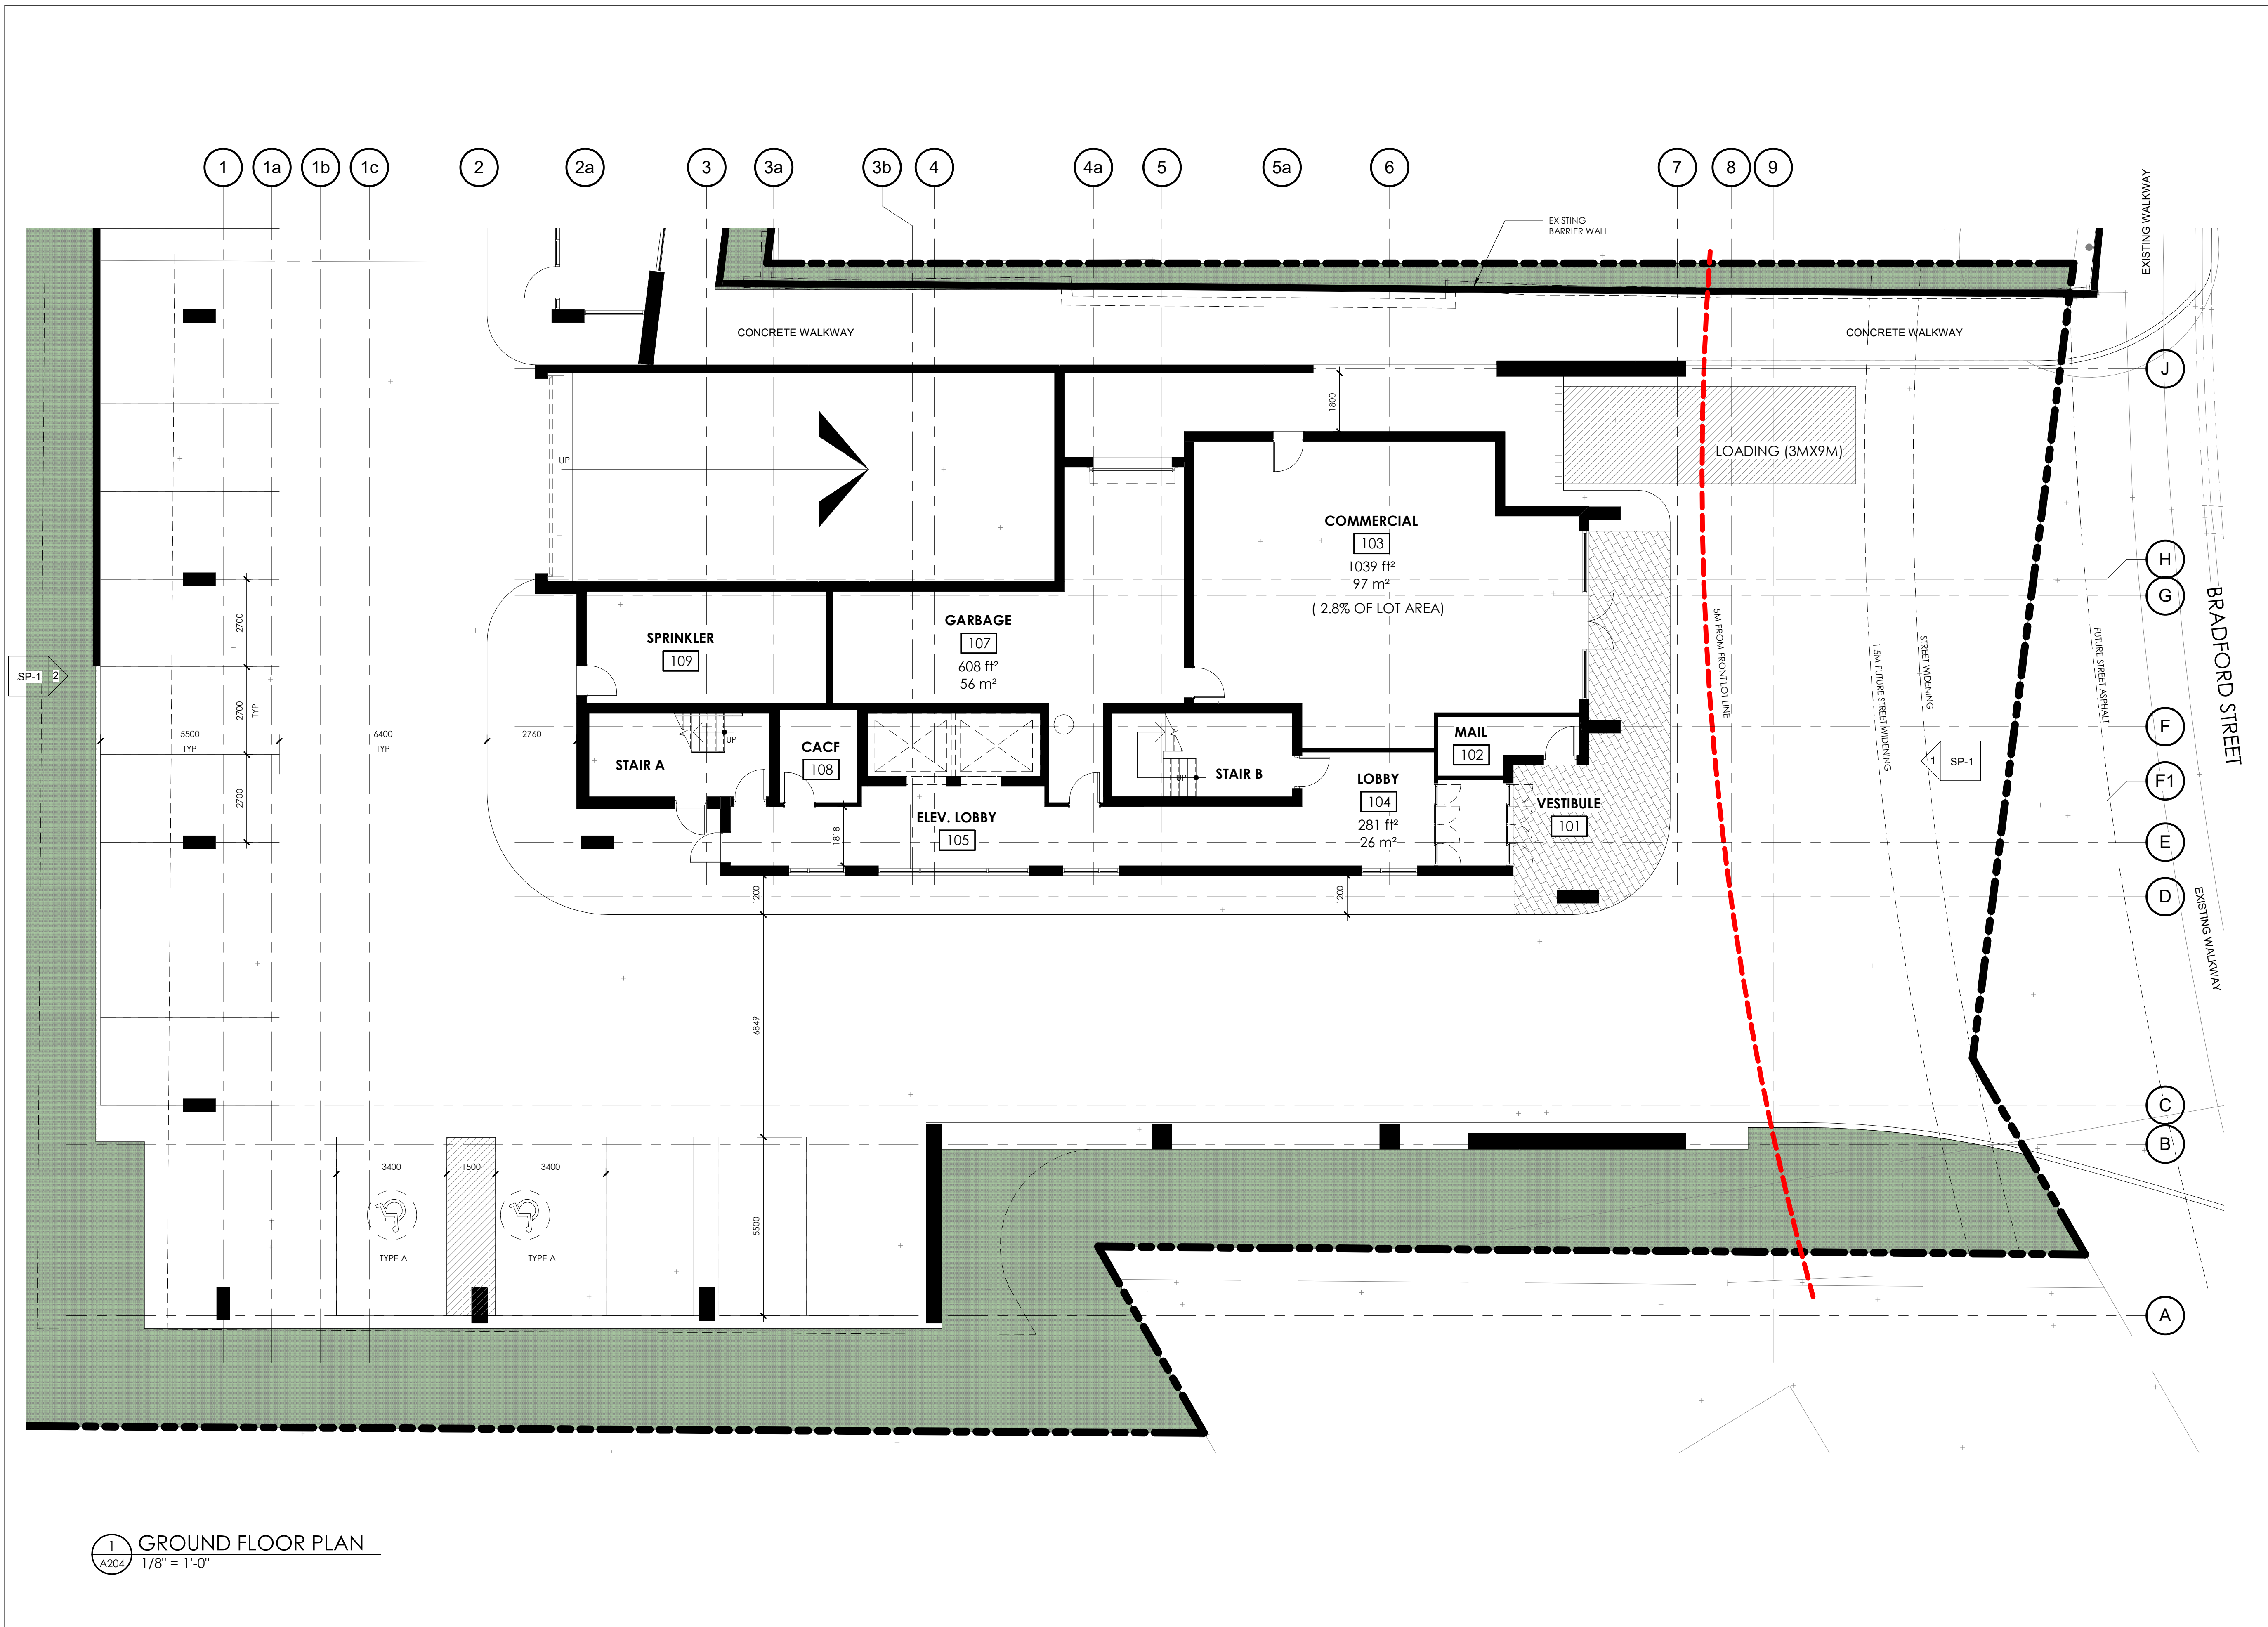 1
1a
1b
1c
2
2a
3
3a
3b
4
4a
5
5a
6
7
8
9
EXISTING WALKWAY
EXISTING
BARRIER WALL
CONCRETE WALKWAY
CONCRETE WALKWAY
J
1800
UP
LOADING (3MX9M)
COMMERCIAL
103
1039 ft²
97 m²
( 2.8% OF LOT AREA)
H
G
BRADFORD STREET
2700
SPRINKLER
109
GARBAGE
107
608 ft²
56 m²
5M FROM FRONT LOT LINE
1.5M FUTURE STREET WIDENING
STREET WIDENING
FUTURE STREET ASPHALT
SP-1
2
2700
TYP
5500
TYP
6400
TYP
2760
UP
STAIR A
CACF
108
UP
STAIR B
MAIL
102
F
1
SP-1
LOBBY
104
281 ft²
26 m²
VESTIBULE
101
F1
2700
ELEV. LOBBY
105
1818
E
1200
1200
D
EXISTING WALKWAY
6849
C
B
3400
1500
3400
5500
TYPE A
TYPE A
A
1
A204
GROUND FLOOR PLAN
1/8" = 1'-0"